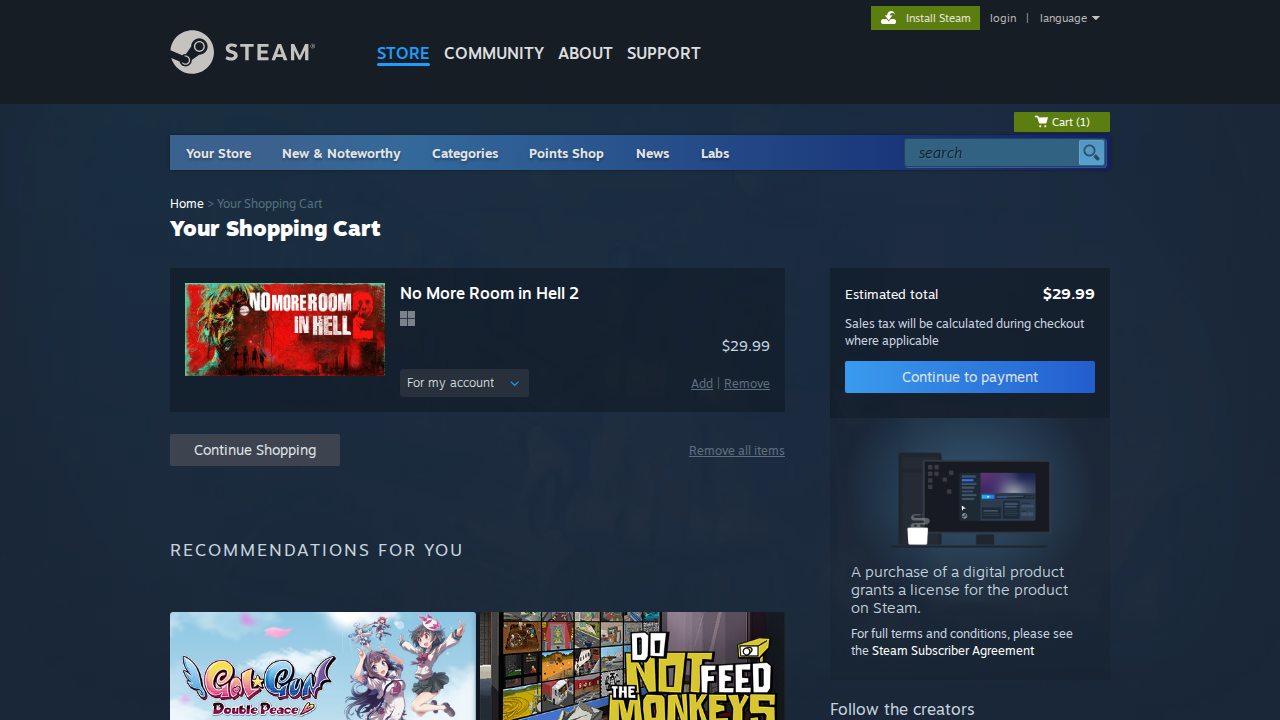 Install Steam
login | language
STEAM®
STORE COMMUNITY ABOUT SUPPORT
Cart (1)
Your Store New & Noteworthy Categories Points Shop News Labs
search
Home > Your Shopping Cart
Your Shopping Cart
NO MORE ROOM
IN HELL 2
No More Room in Hell 2
$29.99
For my account
Add | Remove
Continue Shopping
Remove all items
Estimated total $29.99
Sales tax will be calculated during checkout
where applicable
Continue to payment
A purchase of a digital product
grants a license for the product
on Steam.
For full terms and conditions, please see
the Steam Subscriber Agreement
RECOMMENDATIONS FOR YOU
GAL★GUN
Double Peace
DO
NOT FEED
THE MONKEYS
Follow the creators